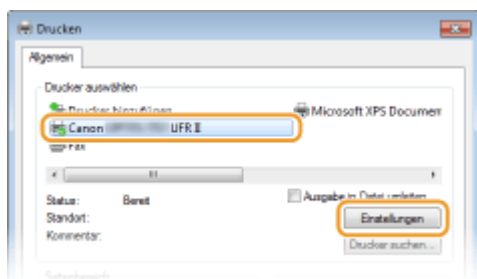 Drucken
Allgemein
Drucker auswählen
Drucker hinzufügen
Microsoft XPS Documen
Canon UFR II
Fax
Status: Bereit
Ausgabe in Datei umleiten
Standort:
Einstellungen
Kommentar:
Drucker suchen...
Seitenbereich